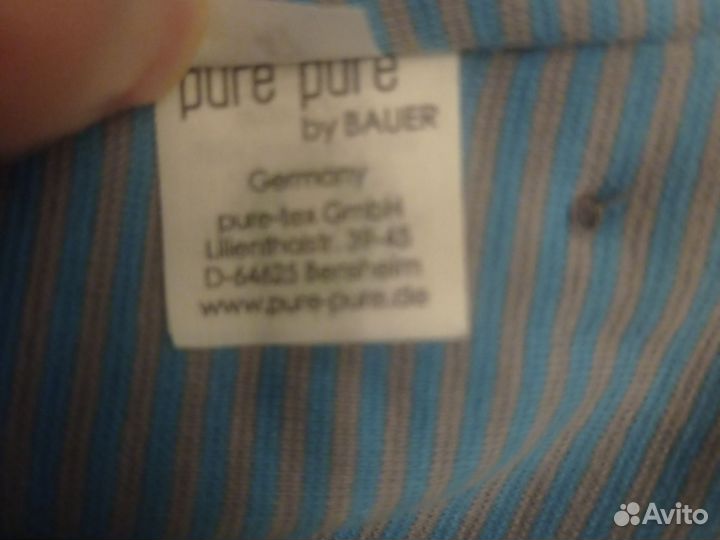 pure pure
by BAUER
Germany
pure-tex GmbH
Lilienthalstr. 39-45
D-64625 Bensheim
www.pure-pure.de
Avito